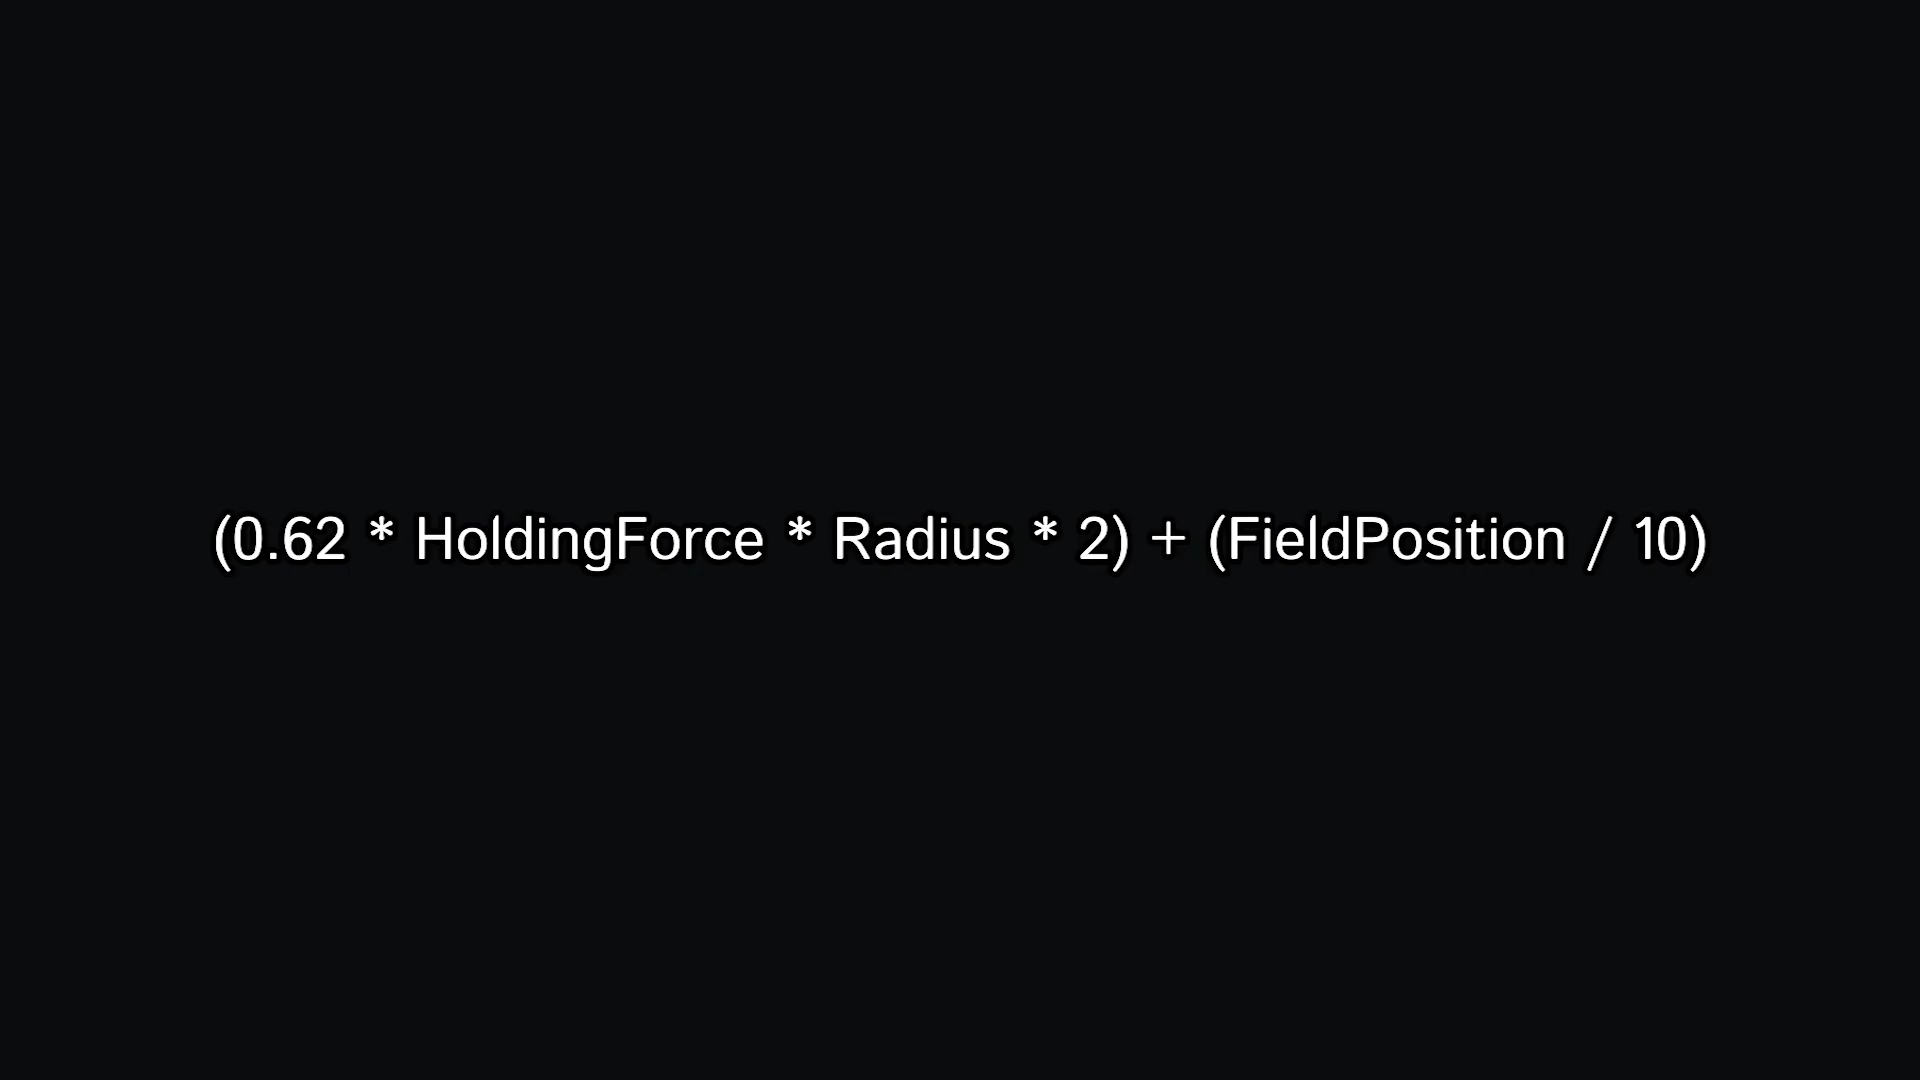 (0.62 * HoldingForce * Radius * 2) + (FieldPosition / 10)